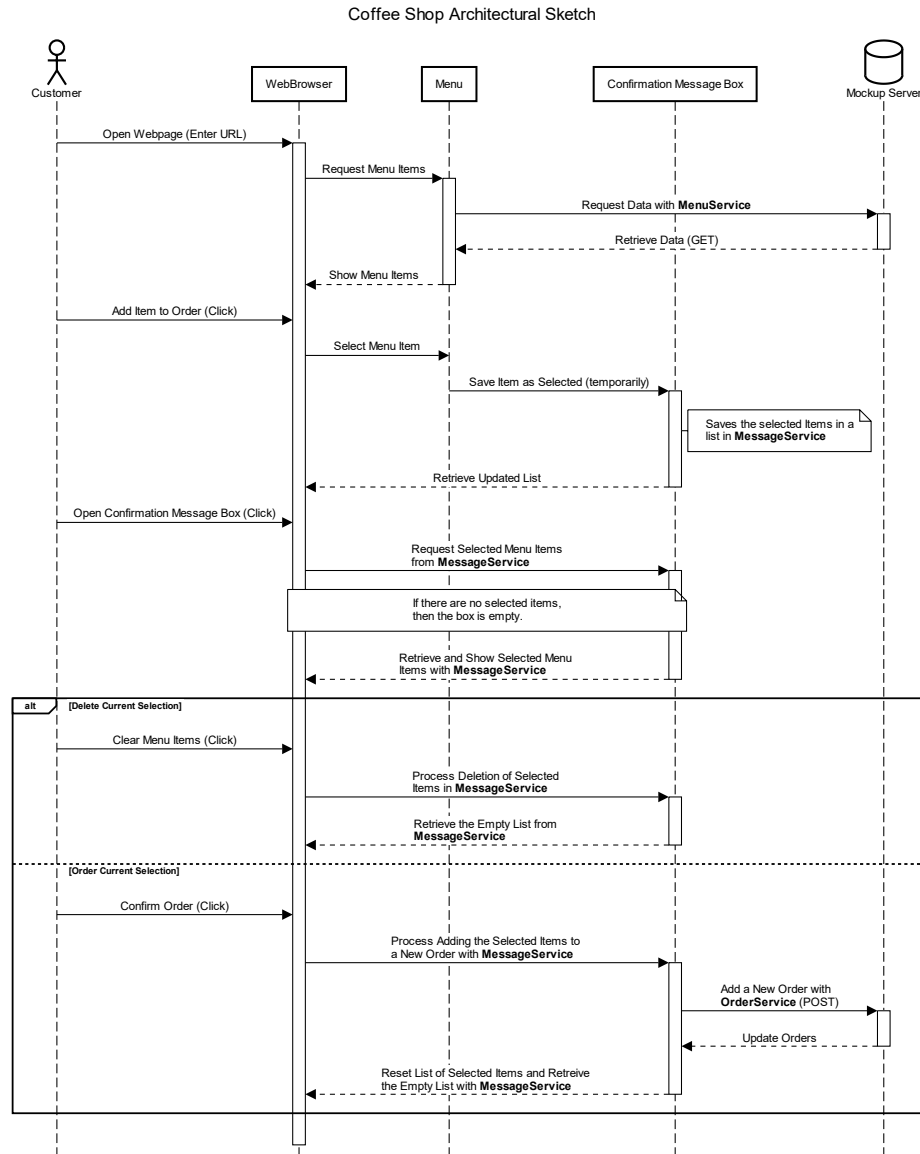 Coffee Shop Architectural Sketch
Customer
WebBrowser
Menu
Confirmation Message Box
Mockup Server
Open Webpage (Enter URL)
Request Menu Items
Request Data with MenuService
Retrieve Data (GET)
Show Menu Items
Add Item to Order (Click)
Select Menu Item
Save Item as Selected (temporarily)
Saves the selected Items in a
list in MessageService
Retrieve Updated List
Open Confirmation Message Box (Click)
Request Selected Menu Items
from MessageService
If there are no selected items,
then the box is empty.
Retrieve and Show Selected Menu
Items with MessageService
alt
[Delete Current Selection]
Clear Menu Items (Click)
Process Deletion of Selected
Items in MessageService
Retrieve the Empty List from
MessageService
[Order Current Selection]
Confirm Order (Click)
Process Adding the Selected Items to
a New Order with MessageService
Add a New Order with
OrderService (POST)
Update Orders
Reset List of Selected Items and Retreive
the Empty List with MessageService